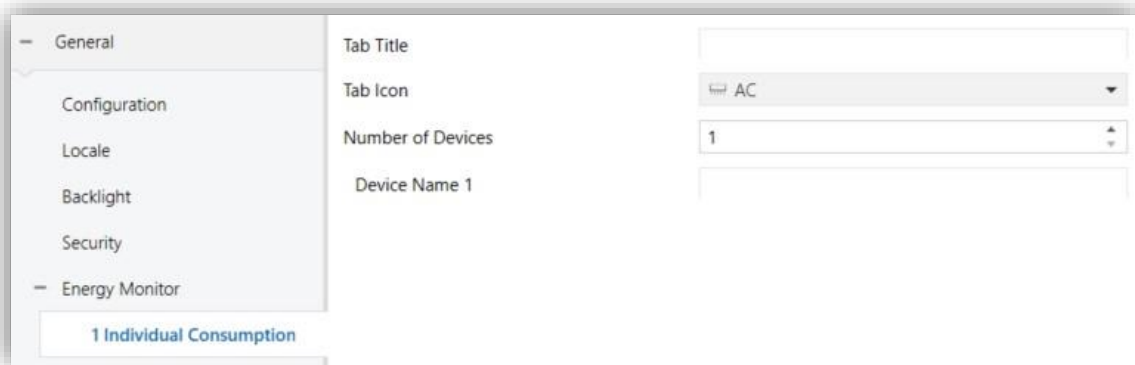 General
Configuration
Locale
Backlight
Security
Energy Monitor
1 Individual Consumption
Tab Title
Tab Icon
AC
Number of Devices
1
Device Name 1